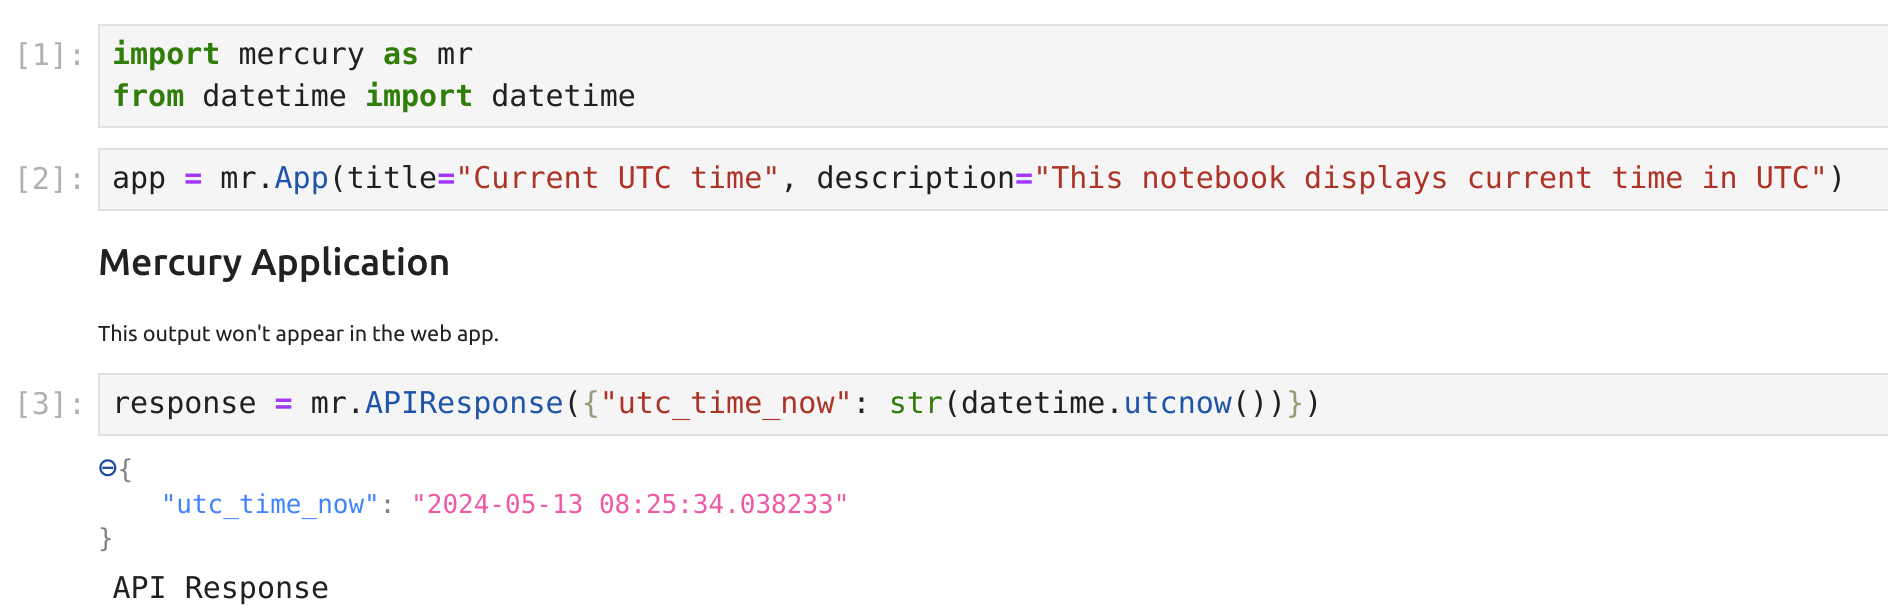 [1]: import mercury as mr
from datetime import datetime
[2]: app = mr.App(title="Current UTC time", description="This notebook displays current time in UTC")
Mercury Application
This output won't appear in the web app.
[3]: response = mr.APIResponse({"utc_time_now": str(datetime.utcnow())})
⊖{
"utc_time_now": "2024-05-13 08:25:34.038233"
}
API Response